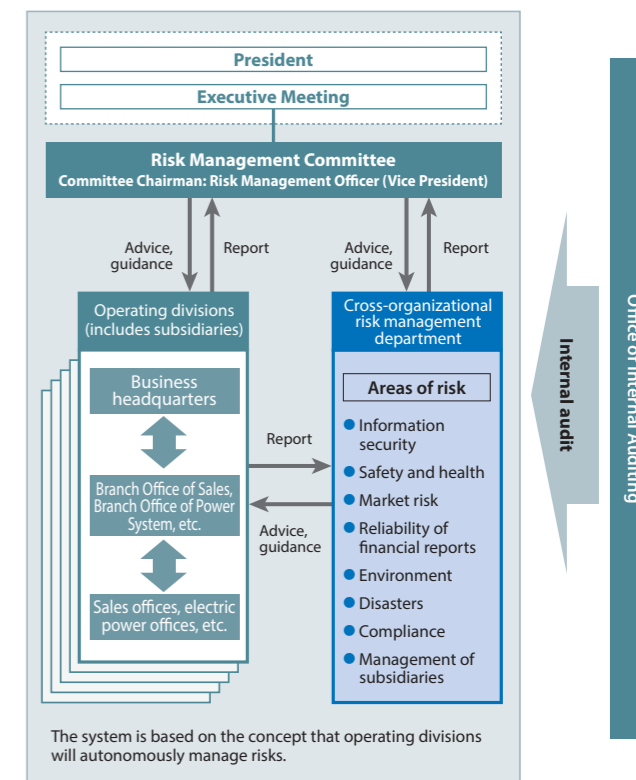 President
Executive Meeting
Risk Management Committee
Committee Chairman: Risk Management Officer (Vice President)
Advice,
guidance
Report
Advice,
guidance
Report
Operating divisions
(includes subsidiaries)
Business
headquarters
Branch Office of Sales,
Branch Office of Power
System, etc.
Sales offices, electric
power offices, etc.
Report
Advice,
guidance
Cross-organizational
risk management
department
Areas of risk
● Information
security
● Safety and health
● Market risk
● Reliability of
financial reports
● Environment
● Disasters
● Compliance
● Management of
subsidiaries
Internal audit
Office of Internal Auditing
The system is based on the concept that operating divisions
will autonomously manage risks.